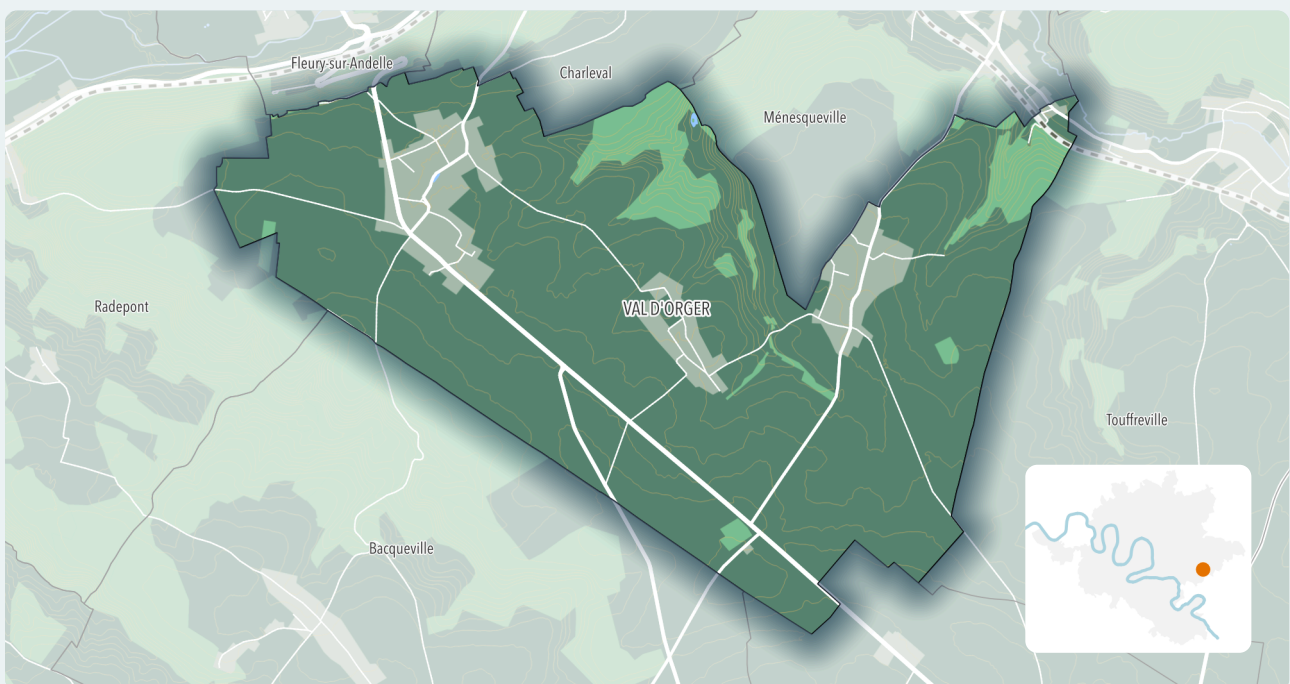 Fleury-sur-Andelle
Charleval
Ménesqueville
Radepont
VAL D'ORGER
Touffreville
Bacqueville